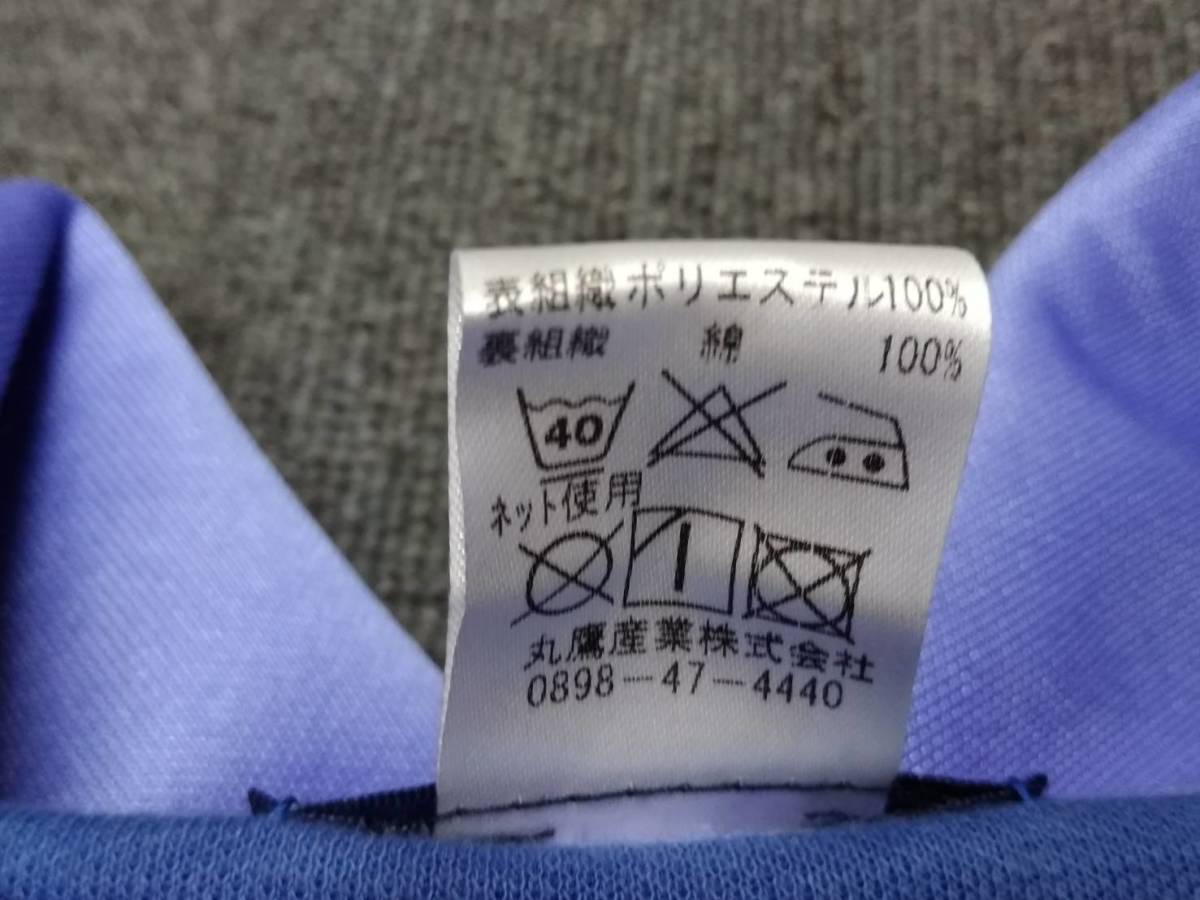 表組織 ポリエステル100%
裏組織 綿 100%
40
ネット使用
丸鷹産業株式会社
0898-47-4440